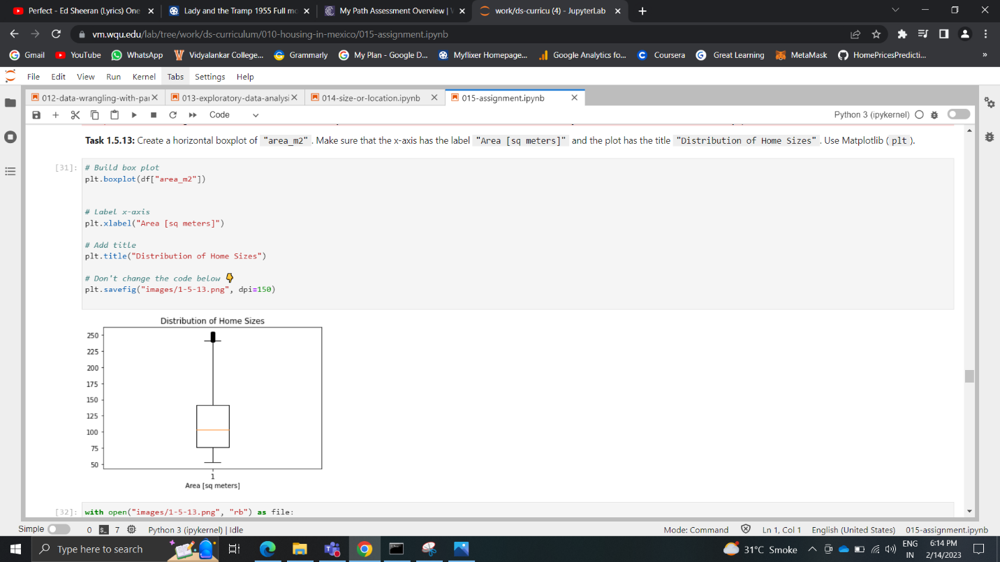 Perfect - Ed Sheeran (Lyrics) One
Lady and the Tramp 1955 Full mo
My Path Assessment Overview |
work/ds-curricu (4) - JupyterLab
vm.wqu.edu/lab/tree/work/ds-curriculum/010-housing-in-mexico/015-assignment.ipynb
Gmail
YouTube
WhatsApp
Vidyalankar College...
Grammarly
My Plan - Google D...
Myflixer Homepage...
Google Analytics fo...
Coursera
Great Learning
MetaMask
HomePricesPredicti...
»
File Edit View Run Kernel Tabs Settings Help
012-data-wrangling-with-pa
013-exploratory-data-analysi
014-size-or-location.ipynb
015-assignment.ipynb
Code
Python 3 (ipykernel)
Task 1.5.13: Create a horizontal boxplot of "area_m2". Make sure that the x-axis has the label "Area [sq meters]" and the plot has the title "Distribution of Home Sizes". Use Matplotlib (plt).
[31]:
# Build box plot
plt.boxplot(df["area_m2"])
# Label x-axis
plt.xlabel("Area [sq meters]")
# Add title
plt.title("Distribution of Home Sizes")
# Don't change the code below 👇
plt.savefig("images/1-5-13.png", dpi=150)
Distribution of Home Sizes
250
225
200
175
150
125
100
75
50
1
Area [sq meters]
[32]:
with open("images/1-5-13.png", "rb") as file:
Simple
0
7
Python 3 (ipykernel) | Idle
Mode: Command
Ln 1, Col 1
English (United States)
015-assignment.ipynb
Type here to search
31°C Smoke
ENG
IN
6:14 PM
2/14/2023